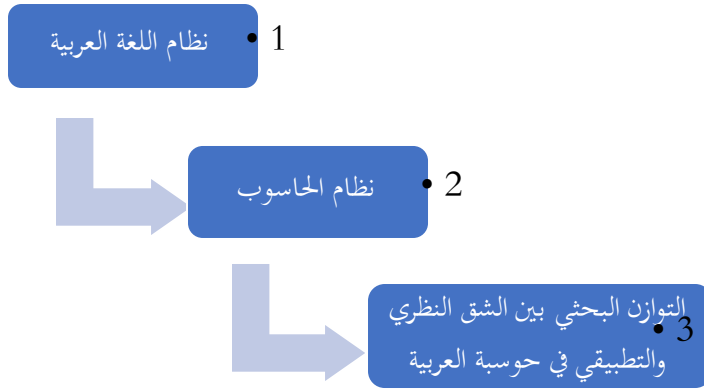 نظام اللغة العربية
• 1
نظام الحاسوب
• 2
التوازن البحثي بين الشق النظري
والتطبيقي في حوسبة العربية
• 3